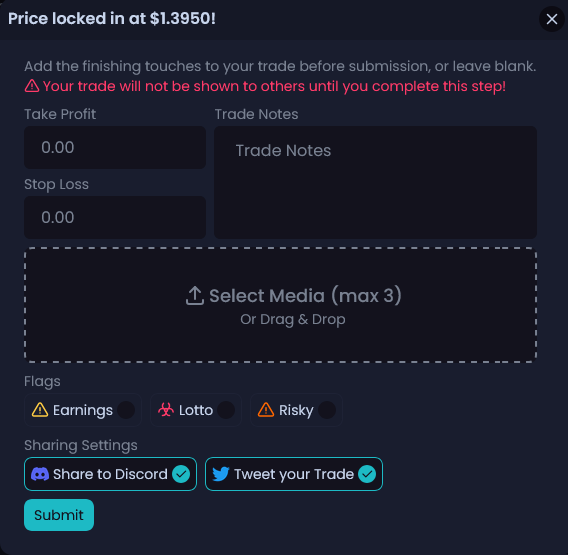 Price locked in at $1.3950!
Add the finishing touches to your trade before submission, or leave blank.
Your trade will not be shown to others until you complete this step!
Take Profit
0.00
Trade Notes
Trade Notes
Stop Loss
0.00
Select Media (max 3)
Or Drag & Drop
Flags
Earnings Lotto Risky
Sharing Settings
Share to Discord Tweet your Trade
Submit